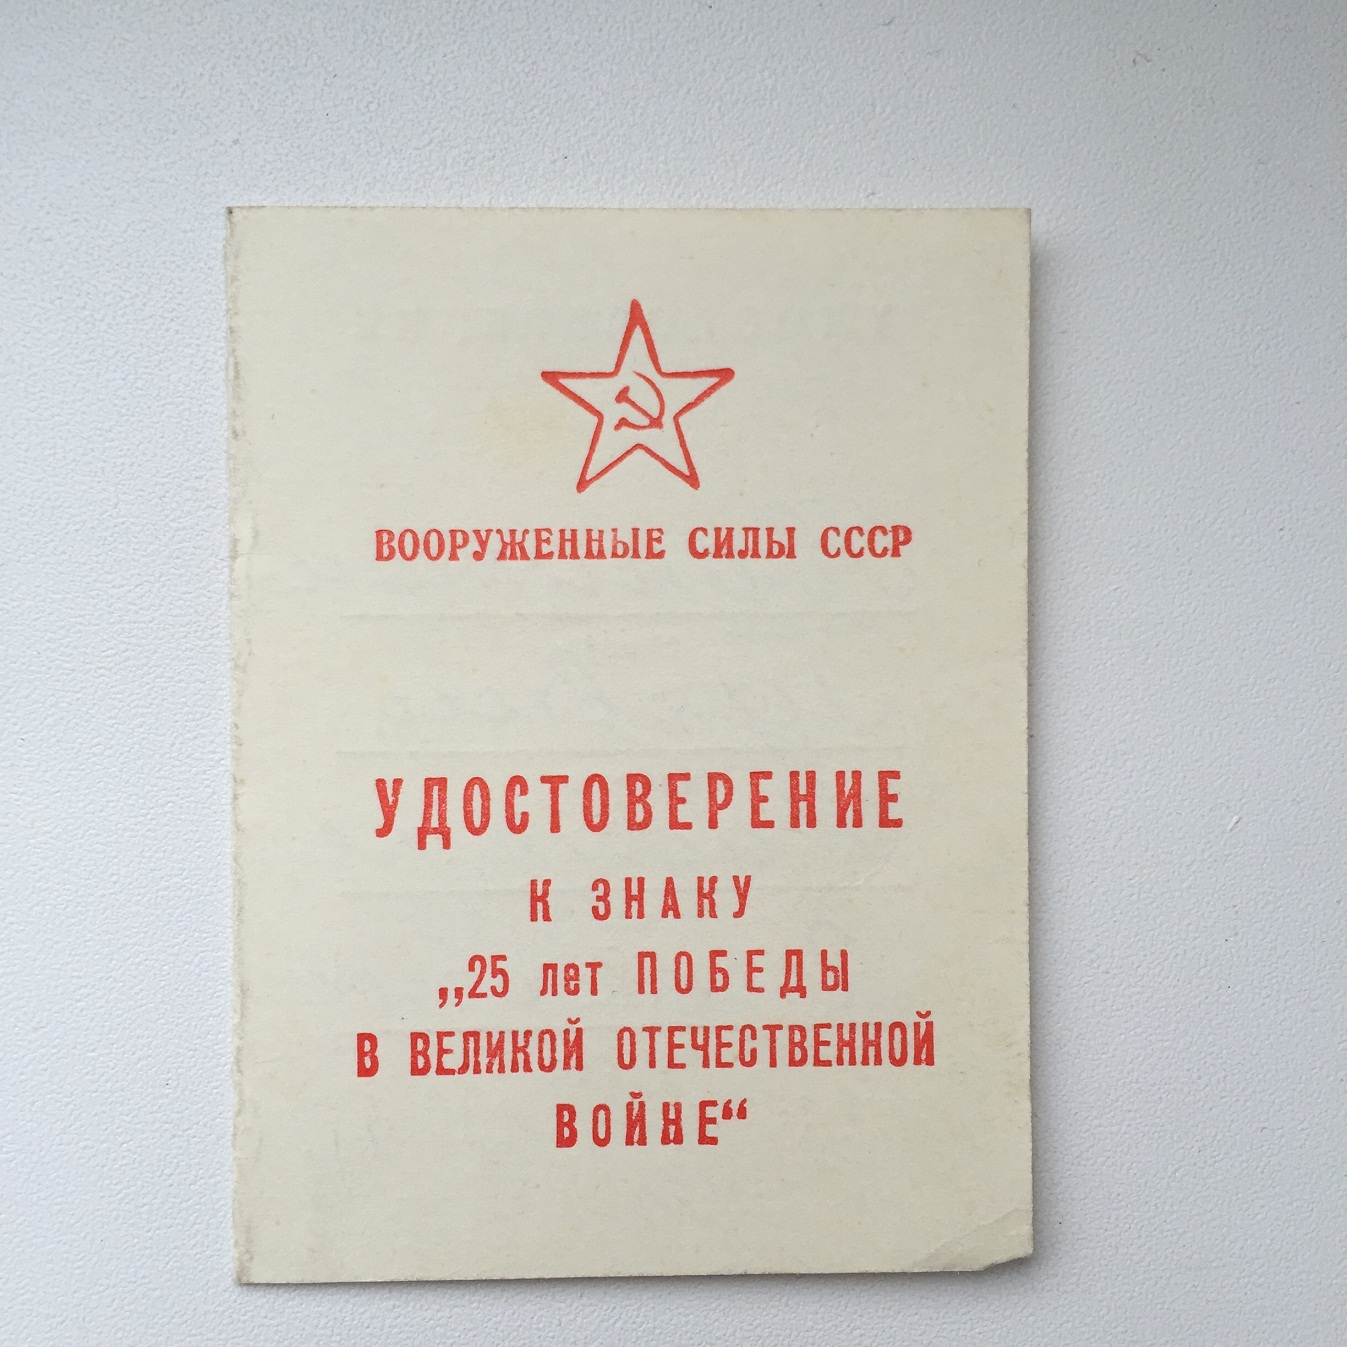 ВООРУЖЕННЫЕ СИЛЫ СССР
УДОСТОВЕРЕНИЕ
К ЗНАКУ
„25 лет ПОБЕДЫ
В ВЕЛИКОЙ ОТЕЧЕСТВЕННОЙ
ВОЙНЕ“